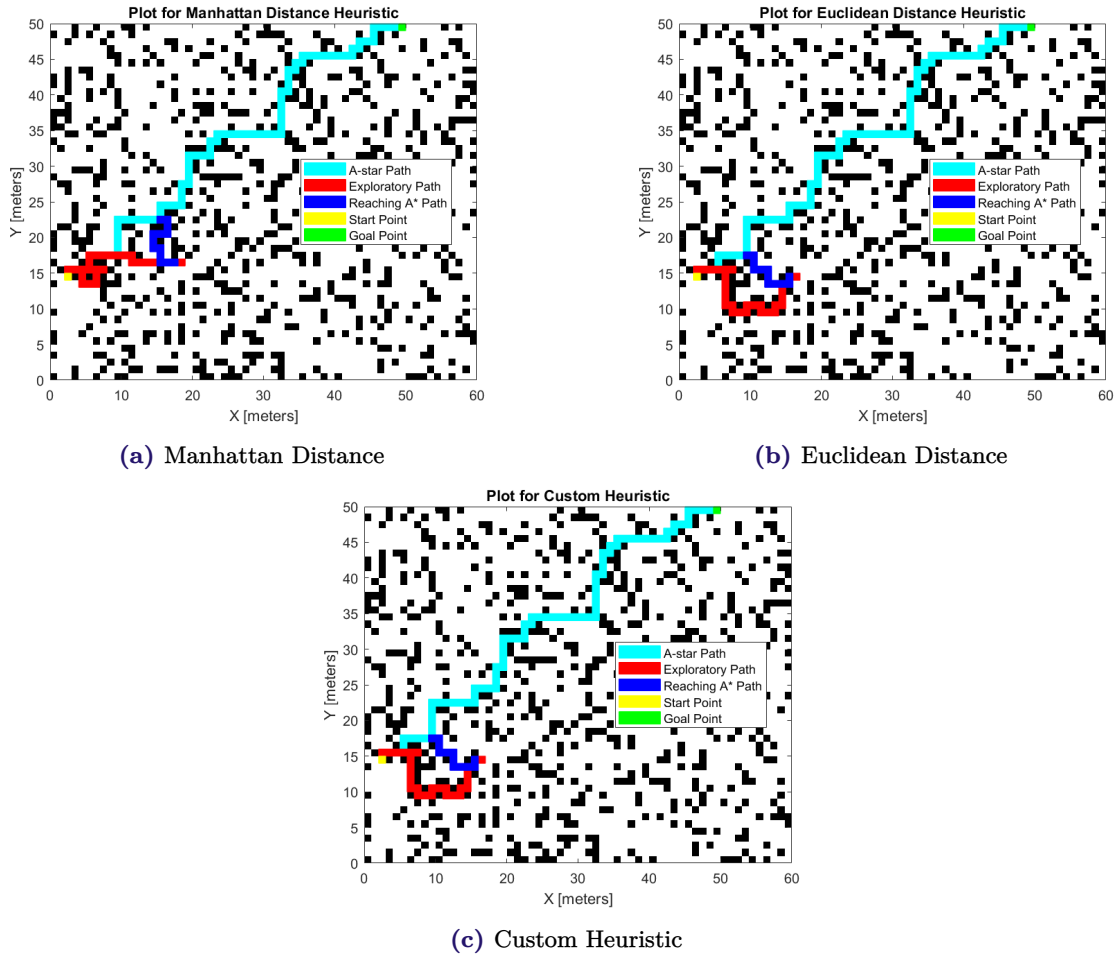 Plot for Manhattan Distance Heuristic
50
45
40
35
30
25
20
15
10
5
0
Y [meters]
A-star Path
Exploratory Path
Reaching A* Path
Start Point
Goal Point
0 10 20 30 40 50 60
X [meters]
(a) Manhattan Distance
Plot for Euclidean Distance Heuristic
50
45
40
35
30
25
20
15
10
5
0
Y [meters]
A-star Path
Exploratory Path
Reaching A* Path
Start Point
Goal Point
0 10 20 30 40 50 60
X [meters]
(b) Euclidean Distance
Plot for Custom Heuristic
50
45
40
35
30
25
20
15
10
5
0
Y [meters]
A-star Path
Exploratory Path
Reaching A* Path
Start Point
Goal Point
0 10 20 30 40 50 60
X [meters]
(c) Custom Heuristic